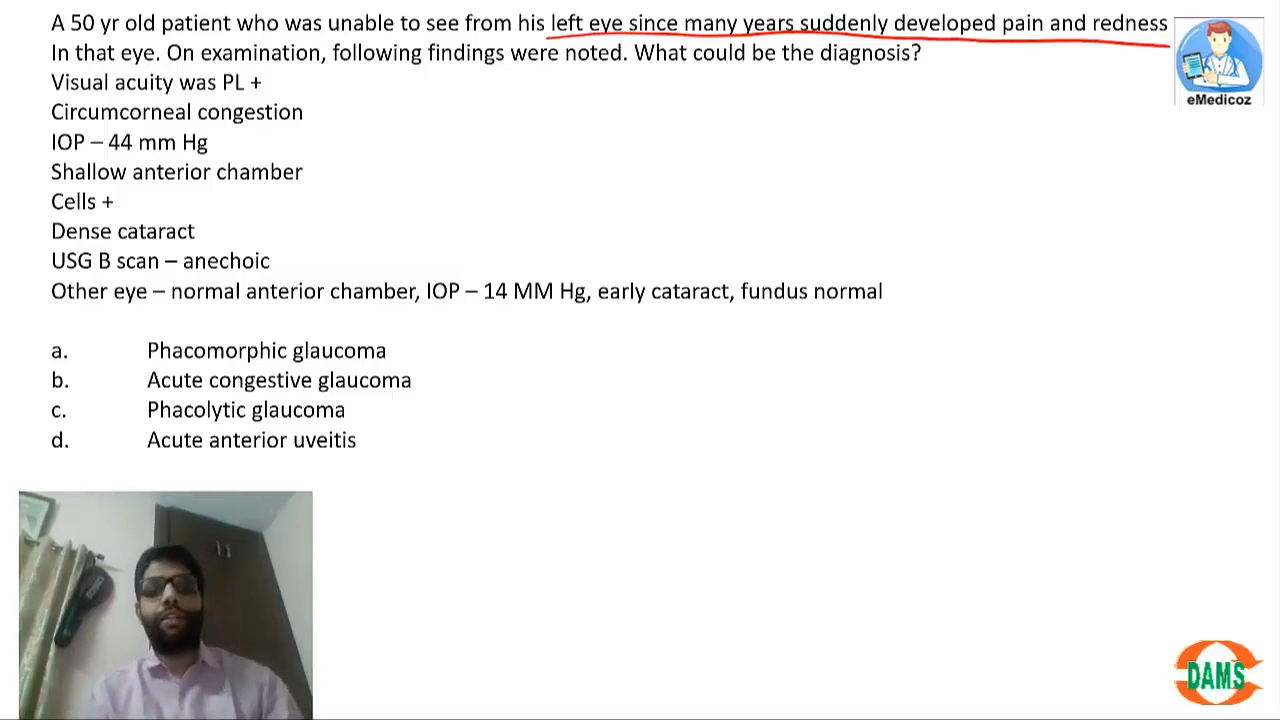 A 50 yr old patient who was unable to see from his left eye since many years suddenly developed pain and redness
In that eye. On examination, following findings were noted. What could be the diagnosis?
Visual acuity was PL +
Circumcorneal congestion
IOP – 44 mm Hg
Shallow anterior chamber
Cells +
Dense cataract
USG B scan – anechoic
Other eye – normal anterior chamber, IOP – 14 MM Hg, early cataract, fundus normal
a. Phacomorphic glaucoma
b. Acute congestive glaucoma
c. Phacolytic glaucoma
d. Acute anterior uveitis
eMedicoz
DAMS